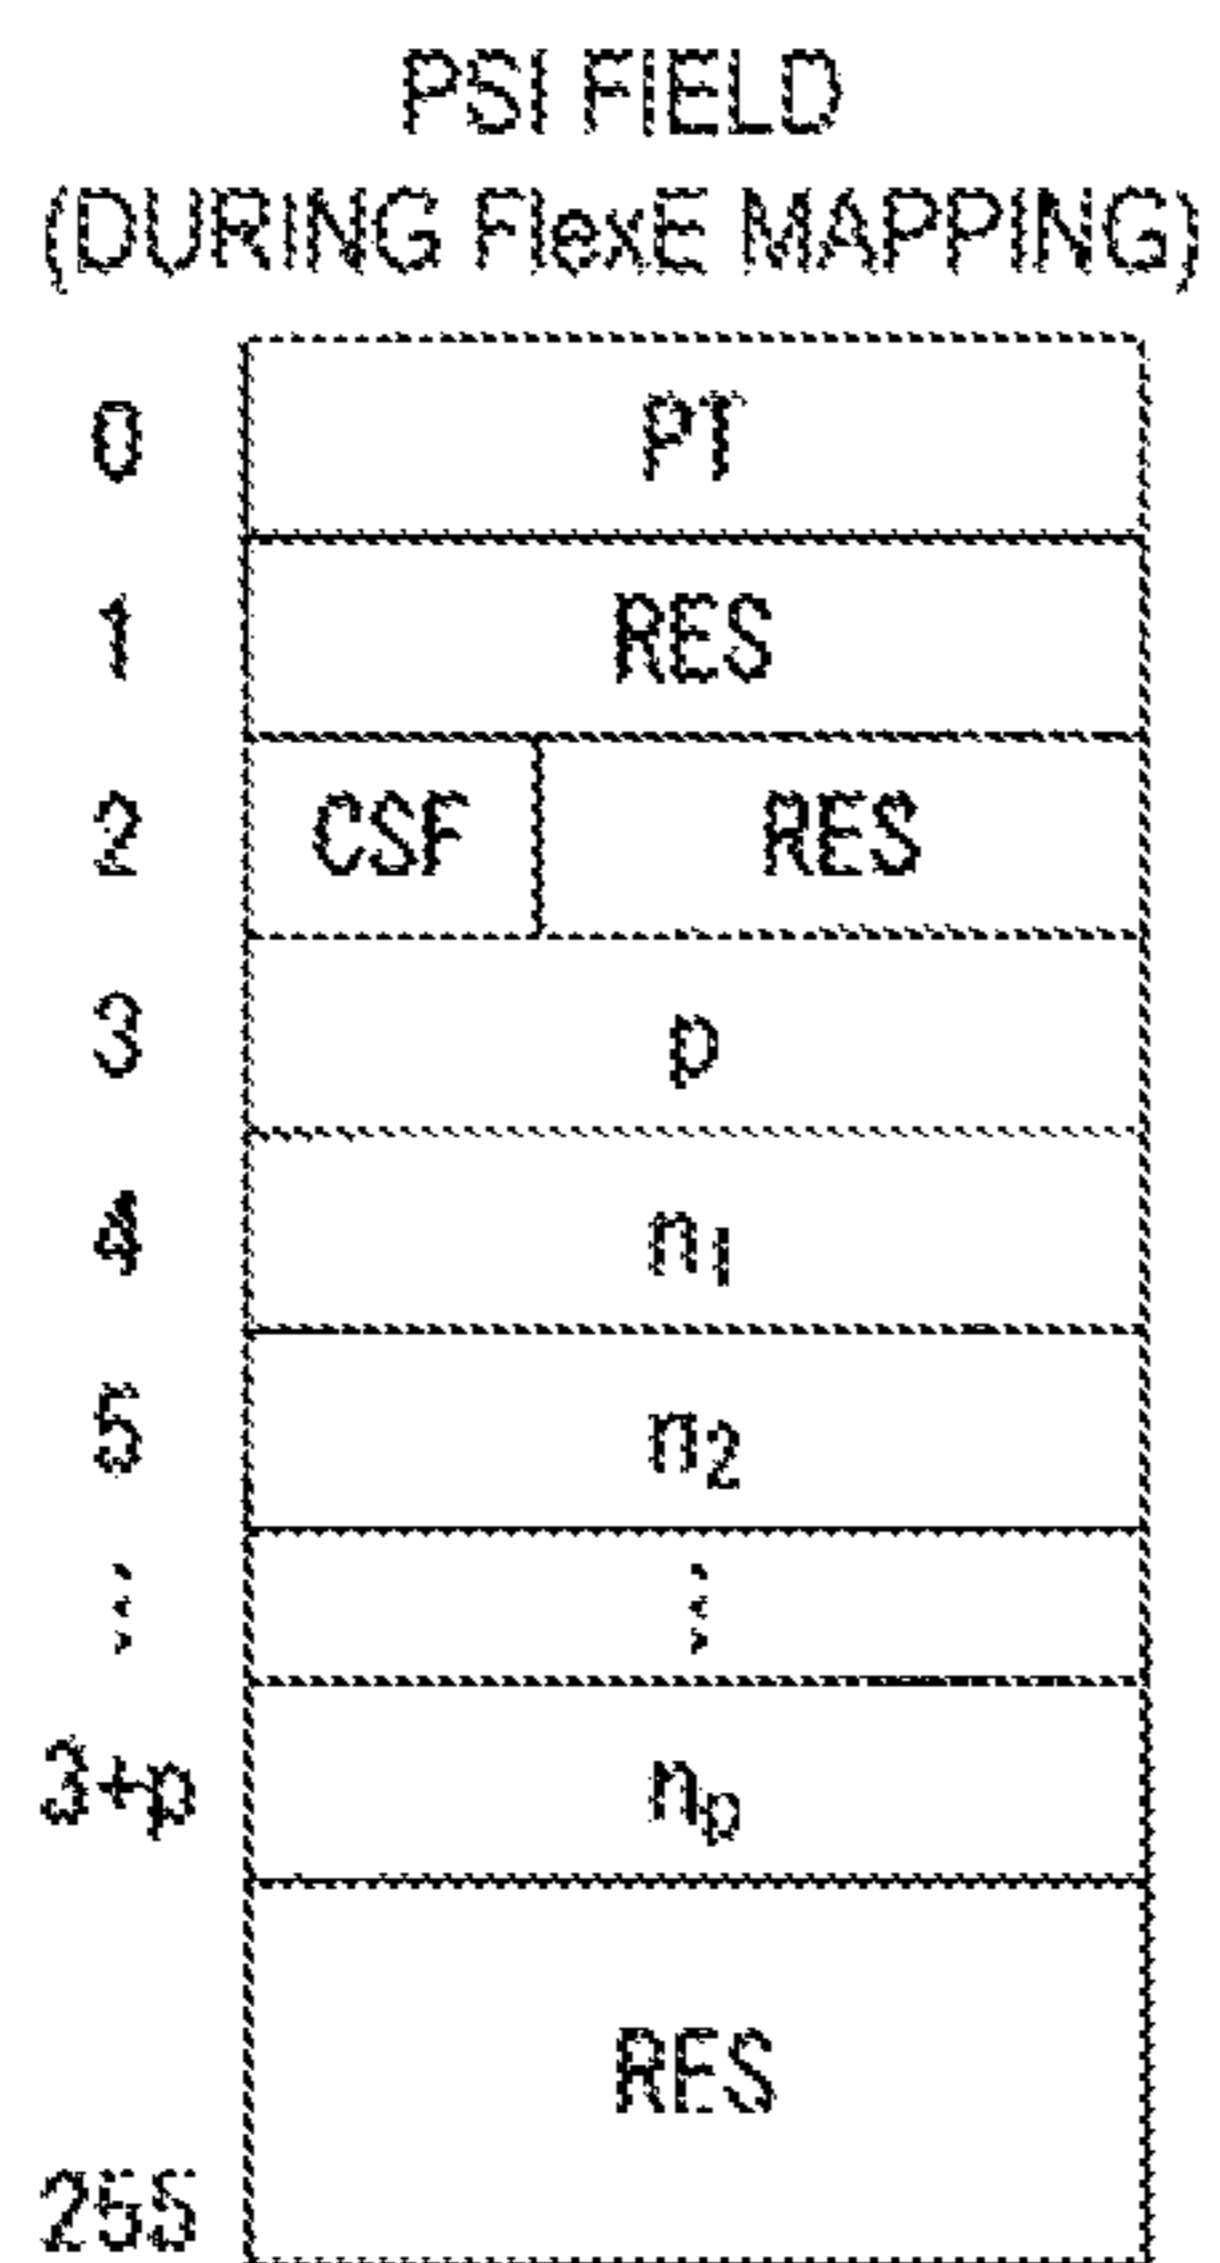 PSI FIELD
(DURING FlexE MAPPING)
0 PT
1 RES
2 CSF RES
3 p
4 n₁
5 n₂
⋮ ⋮
3+p nₚ
RES
255